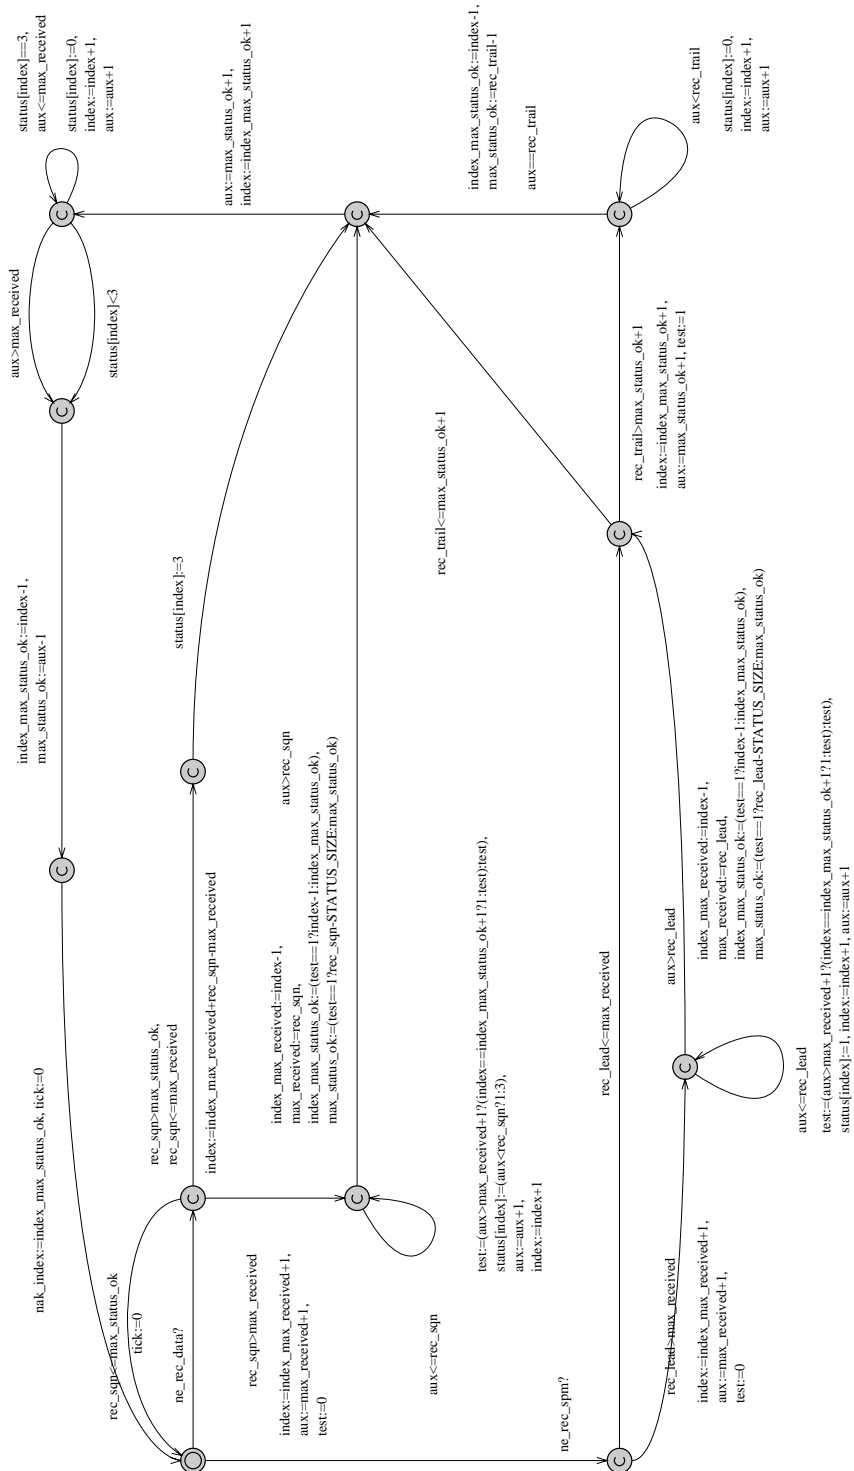 status[index]==3,
aux<=max_received
status[index]:=0,
index:=index+1,
aux:=aux+1
C
aux>max_received
status[index]<3
C
index_max_status_ok:=index-1,
max_status_ok:=aux-1
C
nak_index:=index_max_status_ok, tick:=0
aux:=max_status_ok+1,
index:=index_max_status_ok+1
C
index_max_status_ok:=index-1,
max_status_ok:=rec_trail-1
aux==rec_trail
C
aux<rec_trail
status[index]:=0,
index:=index+1,
aux:=aux+1
status[index]:=3
C
rec_sqn>max_status_ok,
rec_sqn<=max_received
index:=index_max_received+rec_sqn-max_received
C
rec_sqn<=max_status_ok
tick:=0
ne_rec_data?
rec_sqn>max_received
index:=index_max_received+1,
aux:=max_received+1,
test:=0
C
aux>rec_sqn
index_max_received:=index-1,
max_received:=rec_sqn,
index_max_status_ok:=(test==1?index-1:index_max_status_ok),
max_status_ok:=(test==1?rec_sqn-STATUS_SIZE:max_status_ok)
aux<=rec_sqn
test:=(aux>max_received+1?(index==index_max_status_ok+1?1:test):test),
status[index]:=(aux<rec_sqn?1:3),
aux:=aux+1,
index:=index+1
rec_trail<=max_status_ok+1
rec_trail>max_status_ok+1
index:=index_max_status_ok+1,
aux:=max_status_ok+1, test:=1
C
rec_lead<=max_received
ne_rec_spm?
C
rec_lead>max_received
index:=index_max_received+1,
aux:=max_received+1,
test:=0
C
aux>rec_lead
index_max_received:=index-1,
max_received:=rec_lead,
index_max_status_ok:=(test==1?index-1:index_max_status_ok),
max_status_ok:=(test==1?rec_lead-STATUS_SIZE:max_status_ok)
aux<=rec_lead
test:=(aux>max_received+1?(index==index_max_status_ok+1?1:test):test),
status[index]:=1, index:=index+1, aux:=aux+1